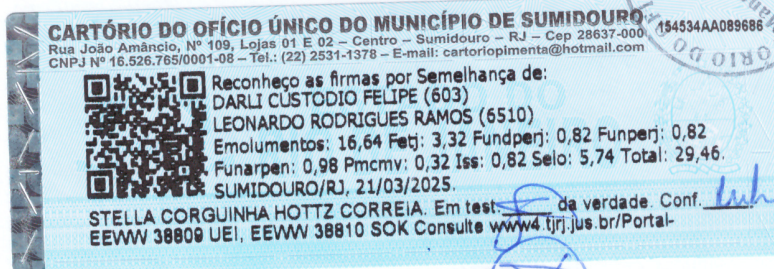 CARTÓRIO DO OFÍCIO ÚNICO DO MUNICÍPIO DE SUMIDOURO
154534AA089686
Rua João Amâncio, Nº 109, Lojas 01 E 02 – Centro – Sumidouro – RJ – Cep 28637-000
CNPJ Nº 16.526.765/0001-08 – Tel.: (22) 2531-1378 – E-mail: cartoriopimenta@hotmail.com
Reconheço as firmas por Semelhança de:
DARLI CUSTODIO FELIPE (603)
LEONARDO RODRIGUES RAMOS (6510)
Emolumentos: 16,64 Fetj: 3,32 Fundperj: 0,82 Funperj: 0,82
Funarpen: 0,98 Pmcmv: 0,32 Iss: 0,82 Selo: 5,74 Total: 29,46.
SUMIDOURO/RJ, 21/03/2025.
STELLA CORGUINHA HOTTZ CORREIA. Em test. da verdade. Conf.
EEWW 38809 UEI, EEWW 38810 SOK Consulte www4.tjrj.jus.br/Portal-